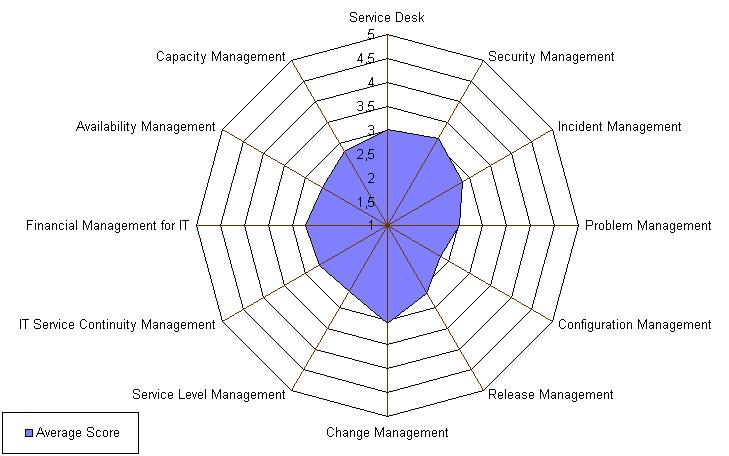 Service Desk
5
Capacity Management
Security Management
4,5
4
3,5
Availability Management
Incident Management
3
2,5
2
1,5
Financial Management for IT
1
Problem Management
IT Service Continuity Management
Configuration Management
Service Level Management
Release Management
Change Management
Average Score